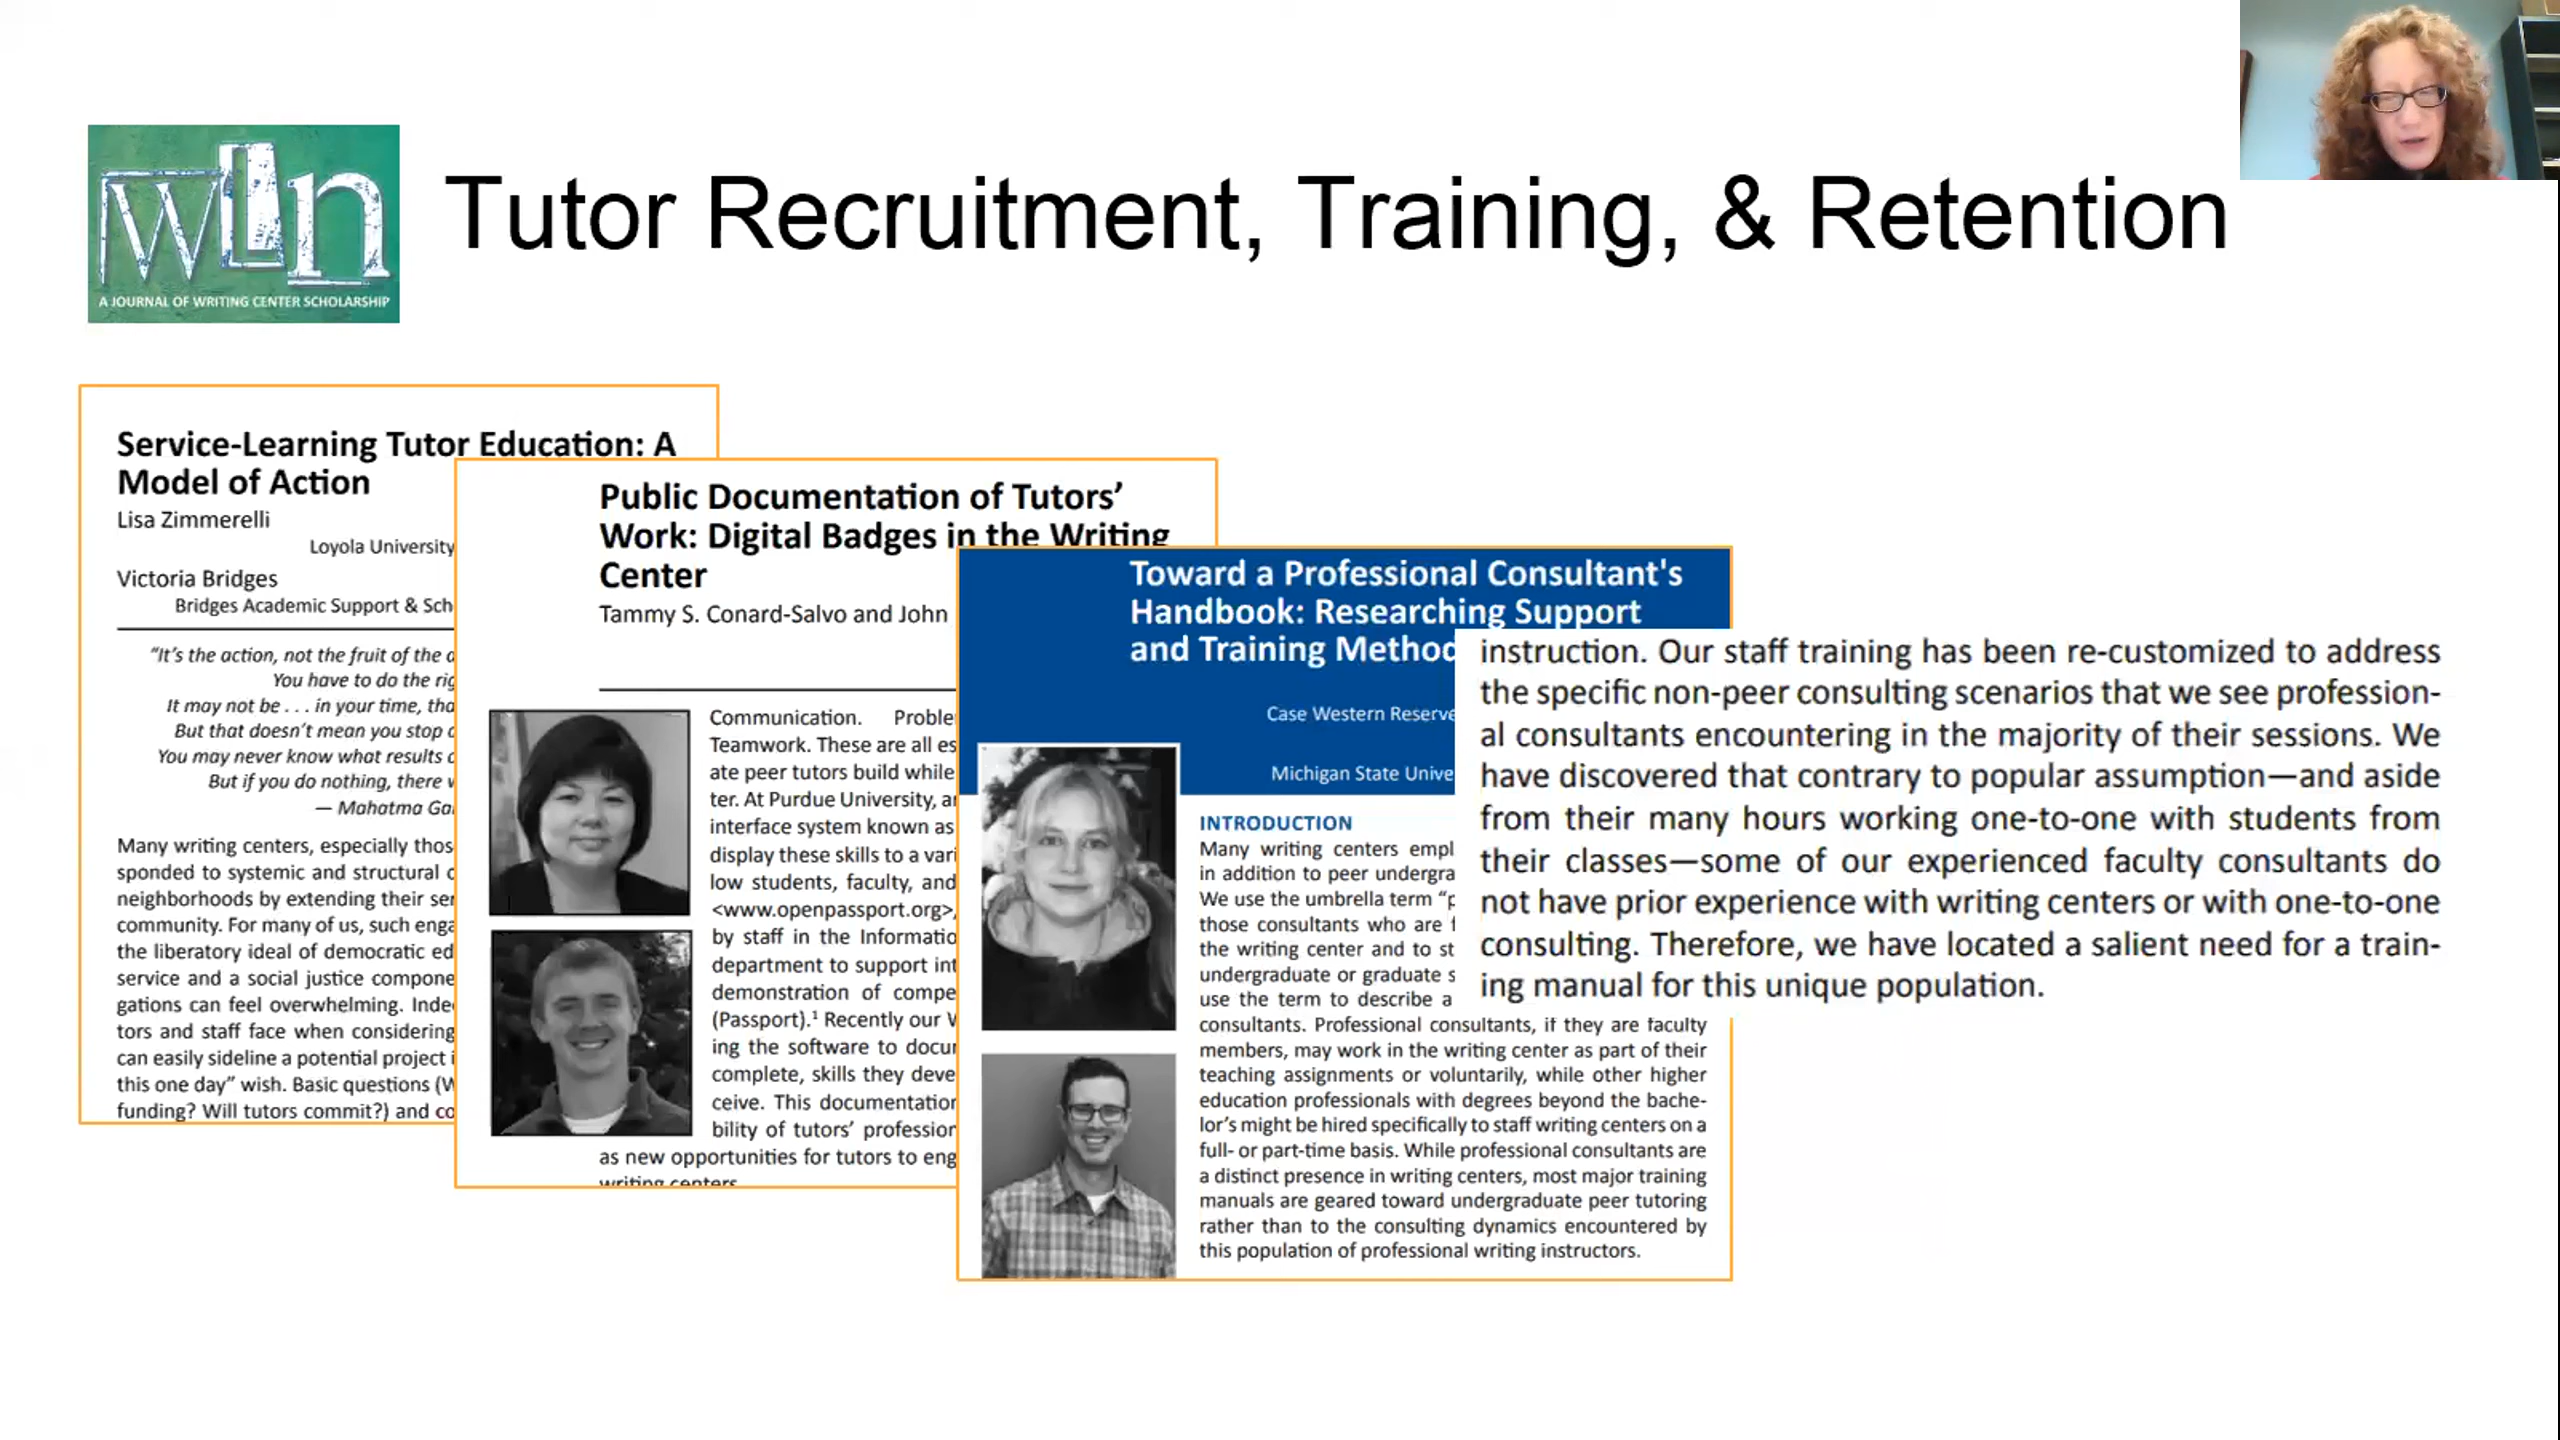 wln
A JOURNAL OF WRITING CENTER SCHOLARSHIP
Tutor Recruitment, Training, & Retention
Service-Learning Tutor Education: A
Model of Action
Lisa Zimmerelli
Loyola University
Victoria Bridges
Bridges Academic Support & Sch
"It's the action, not the fruit of the a
You have to do the rig
It may not be . . . in your time, tha
But that doesn't mean you stop d
You may never know what results c
But if you do nothing, there w
— Mahatma Ga
Many writing centers, especially thos
sponded to systemic and structural
neighborhoods by extending their ser
community. For many of us, such enga
the liberatory ideal of democratic ed
service and a social justice compone
gations can feel overwhelming. Inde
tors and staff face when considering
can easily sideline a potential project
this one day” wish. Basic questions (W
funding? Will tutors commit?) and co
Public Documentation of Tutors’
Work: Digital Badges in the Writing
Center
Tammy S. Conard-Salvo and John
Communication. Proble
Teamwork. These are all es
ate peer tutors build while
ter. At Purdue University, a
interface system known as
display these skills to a vari
low students, faculty, and
<www.openpassport.org>,
by staff in the Informatio
department to support int
demonstration of compe
(Passport).¹ Recently our W
ing the software to docu
complete, skills they deve
ceive. This documentation
bility of tutors’ profession
as new opportunities for tutors to eng
writing centers
Toward a Professional Consultant's
Handbook: Researching Support
and Training Method
Case Western Reserve
Michigan State Unive
INTRODUCTION
Many writing centers empl
in addition to peer undergra
We use the umbrella term “p
those consultants who are f
the writing center and to st
undergraduate or graduate s
use the term to describe a
consultants. Professional consultants, if they are faculty
members, may work in the writing center as part of their
teaching assignments or voluntarily, while other higher
education professionals with degrees beyond the bache-
lor’s might be hired specifically to staff writing centers on a
full- or part-time basis. While professional consultants are
a distinct presence in writing centers, most major training
manuals are geared toward undergraduate peer tutoring
rather than to the consulting dynamics encountered by
this population of professional writing instructors.
instruction. Our staff training has been re-customized to address
the specific non-peer consulting scenarios that we see profession-
al consultants encountering in the majority of their sessions. We
have discovered that contrary to popular assumption—and aside
from their many hours working one-to-one with students from
their classes—some of our experienced faculty consultants do
not have prior experience with writing centers or with one-to-one
consulting. Therefore, we have located a salient need for a train-
ing manual for this unique population.